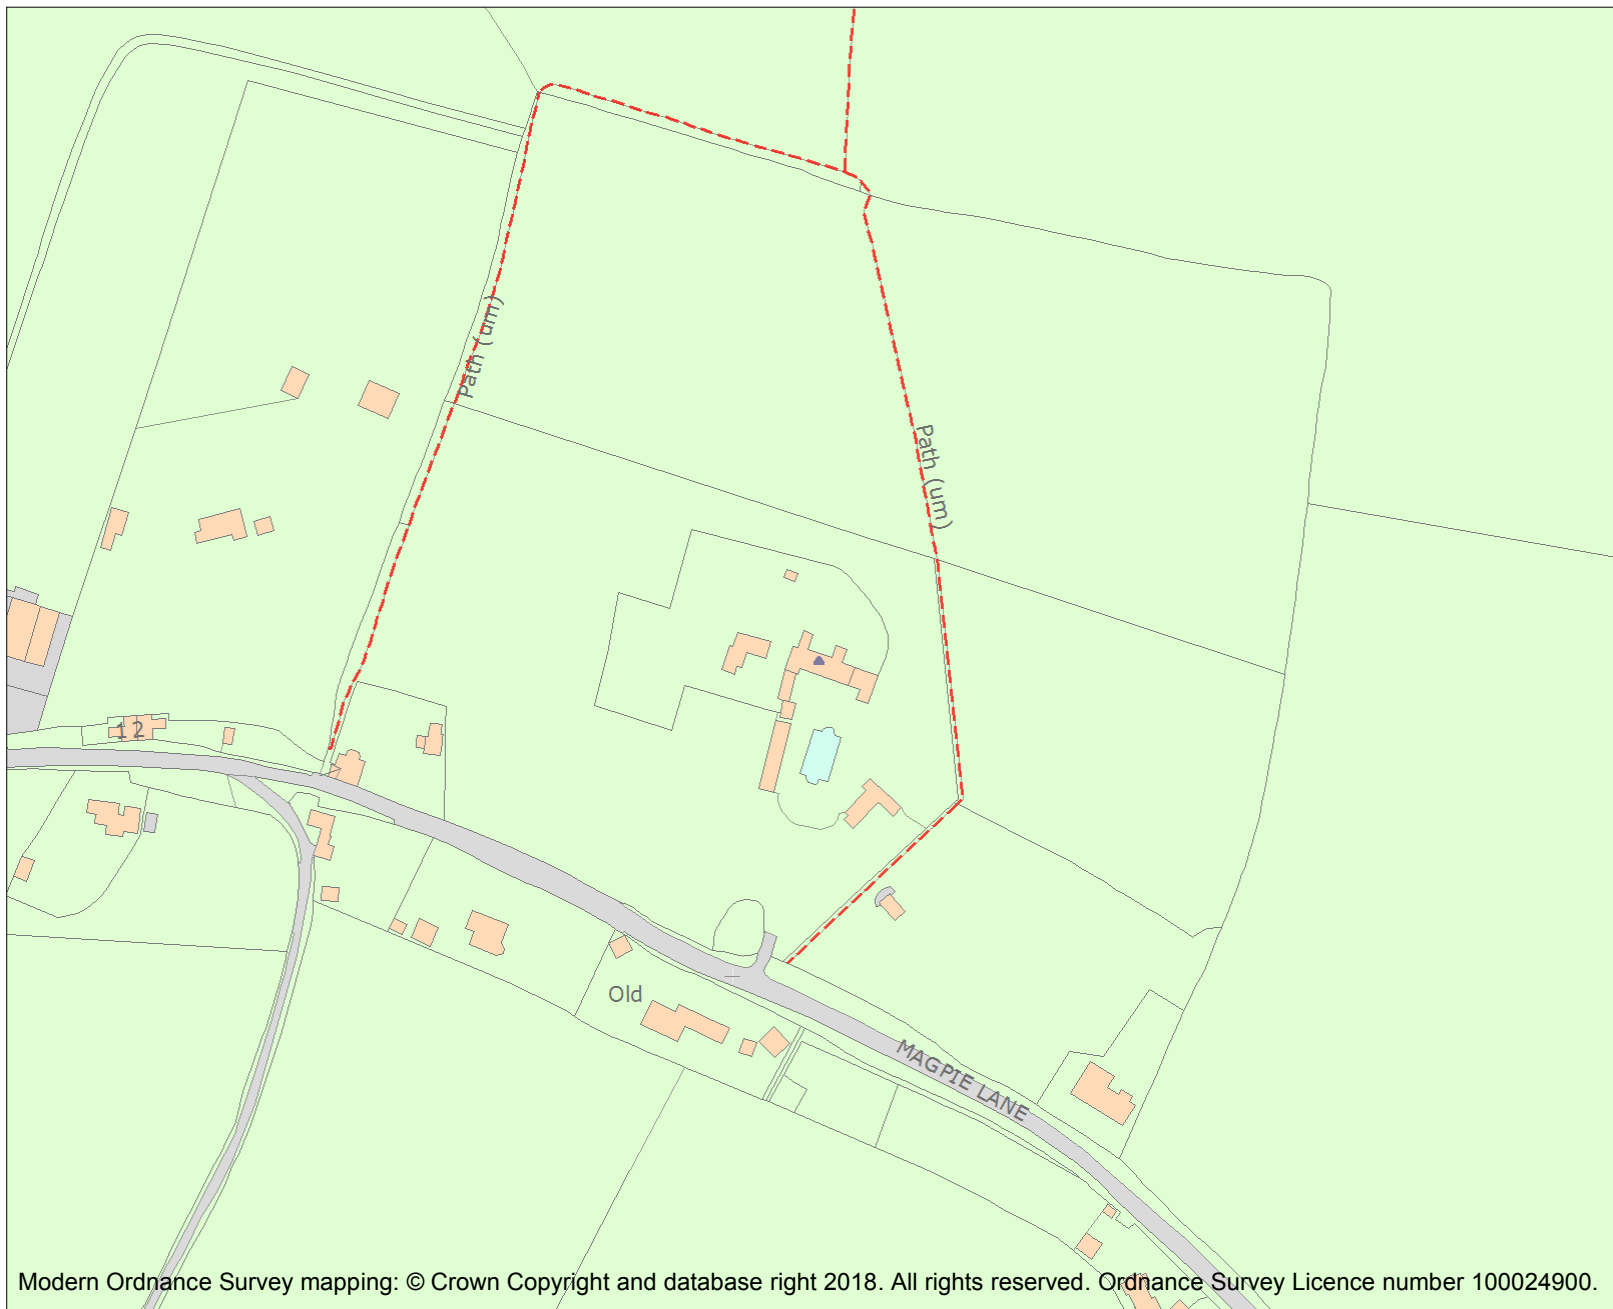 Path (um)
Path (um)
12
Old
MAGPIE LANE
Modern Ordnance Survey mapping: © Crown Copyright and database right 2018. All rights reserved. Ordnance Survey Licence number 100024900.